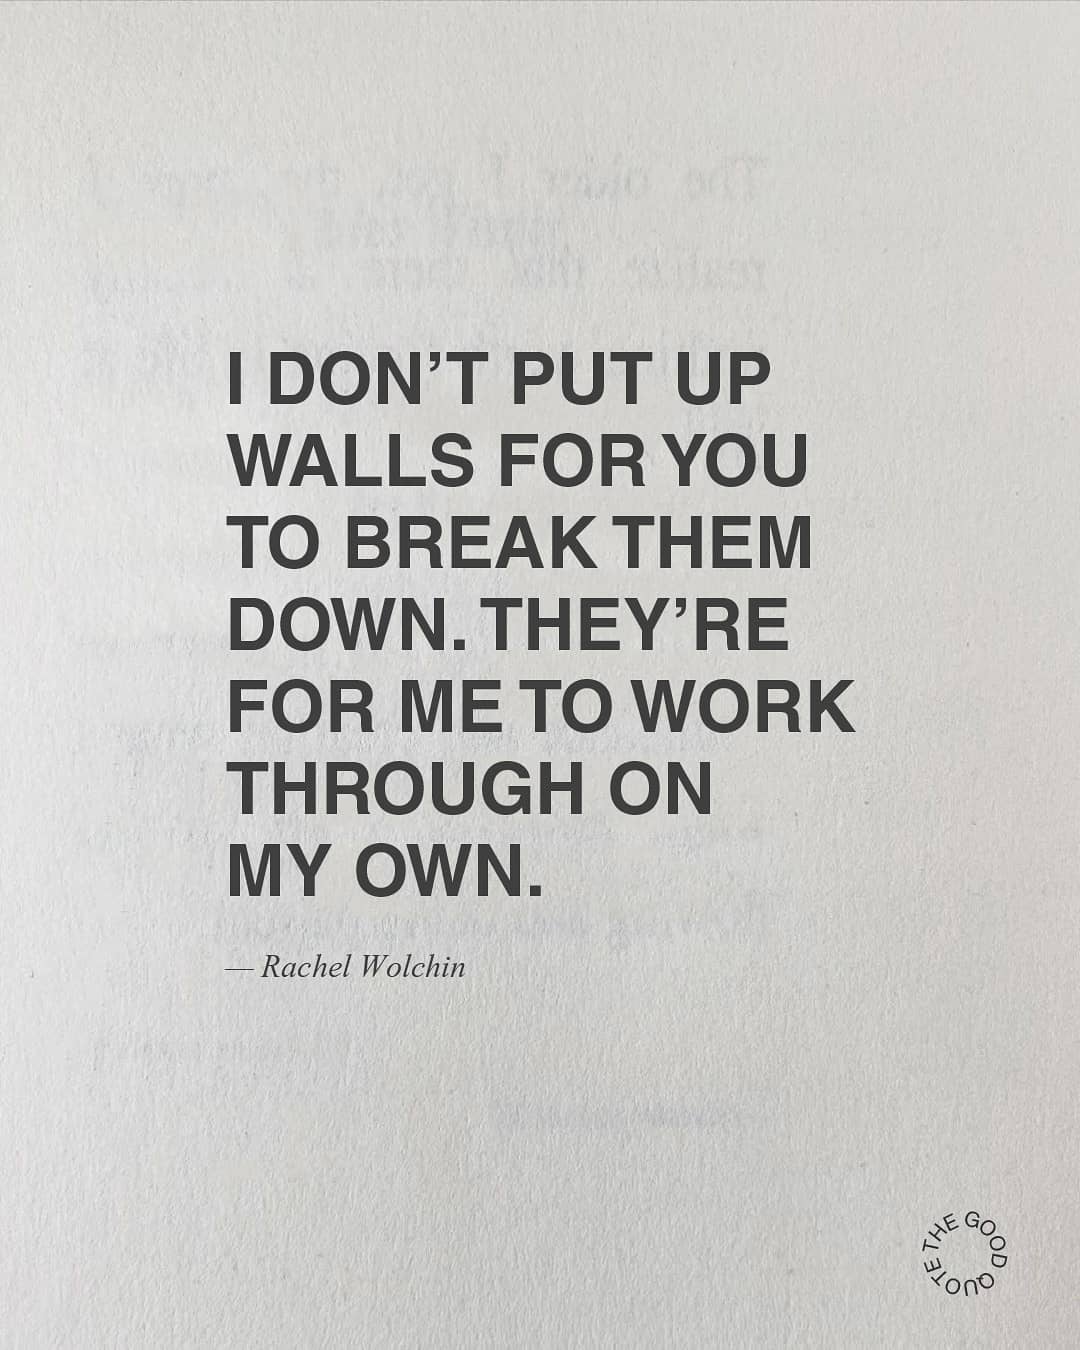 I DON’T PUT UP
WALLS FOR YOU
TO BREAK THEM
DOWN. THEY’RE
FOR ME TO WORK
THROUGH ON
MY OWN.
— Rachel Wolchin
THE GOOD QUOTE